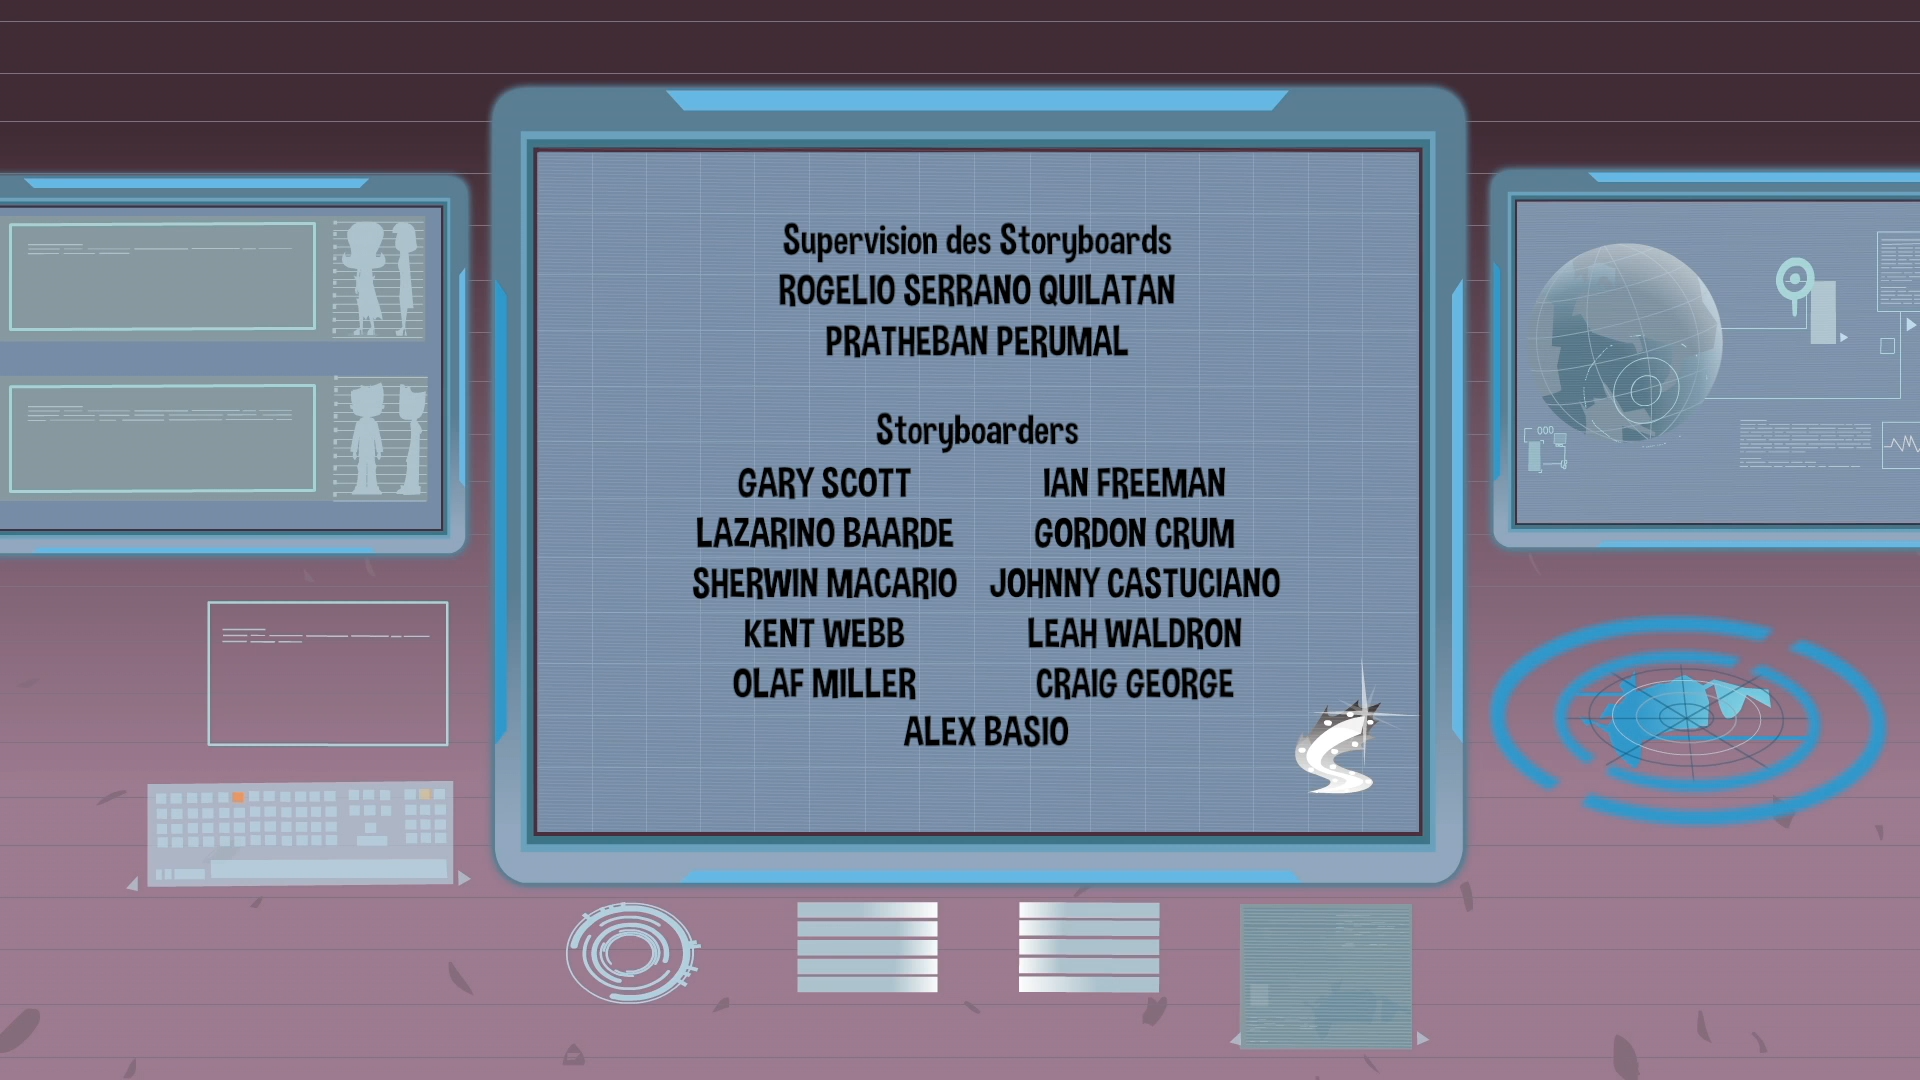 Supervision des Storyboards
ROGELIO SERRANO QUILATAN
PRATHEBAN PERUMAL
Storyboarders
GARY SCOTT IAN FREEMAN
LAZARINO BAARDE GORDON CRUM
SHERWIN MACARIO JOHNNY CASTUCIANO
KENT WEBB LEAH WALDRON
OLAF MILLER CRAIG GEORGE
ALEX BASIO
000